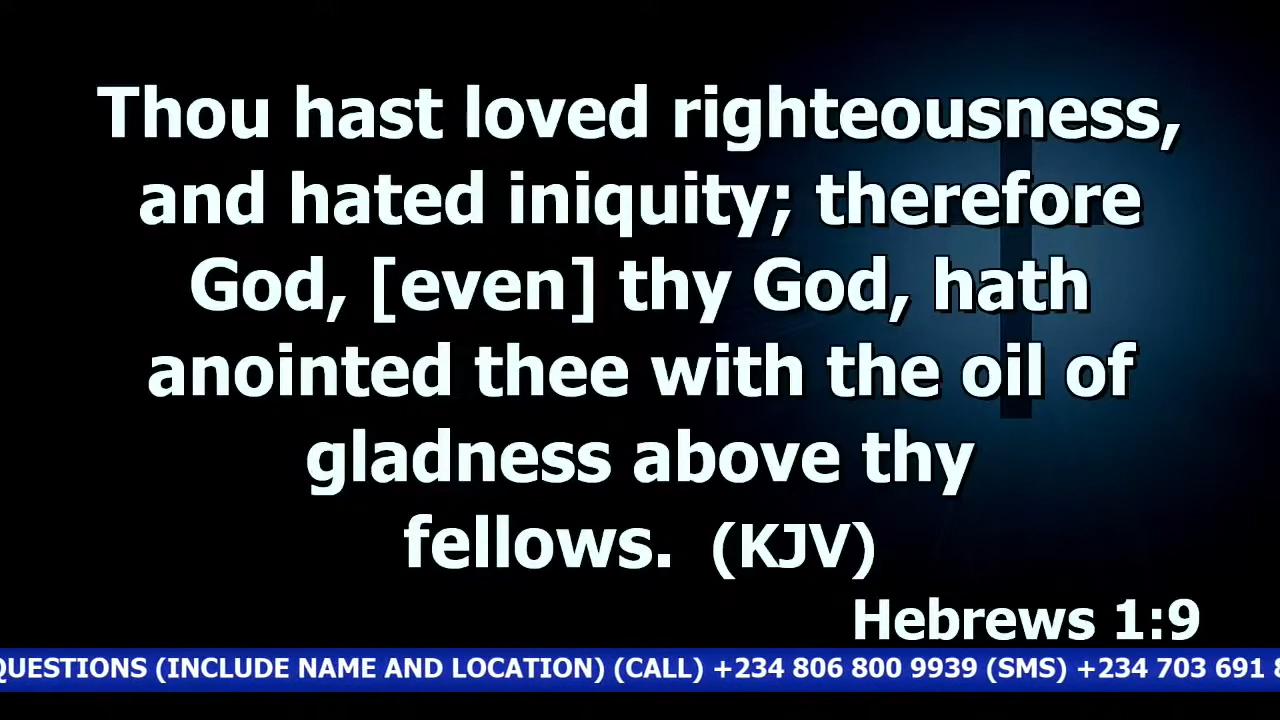 Thou hast loved righteousness,
and hated iniquity; therefore
God, [even] thy God, hath
anointed thee with the oil of
gladness above thy
fellows. (KJV)
Hebrews 1:9
QUESTIONS (INCLUDE NAME AND LOCATION) (CALL) +234 806 800 9939 (SMS) +234 703 691